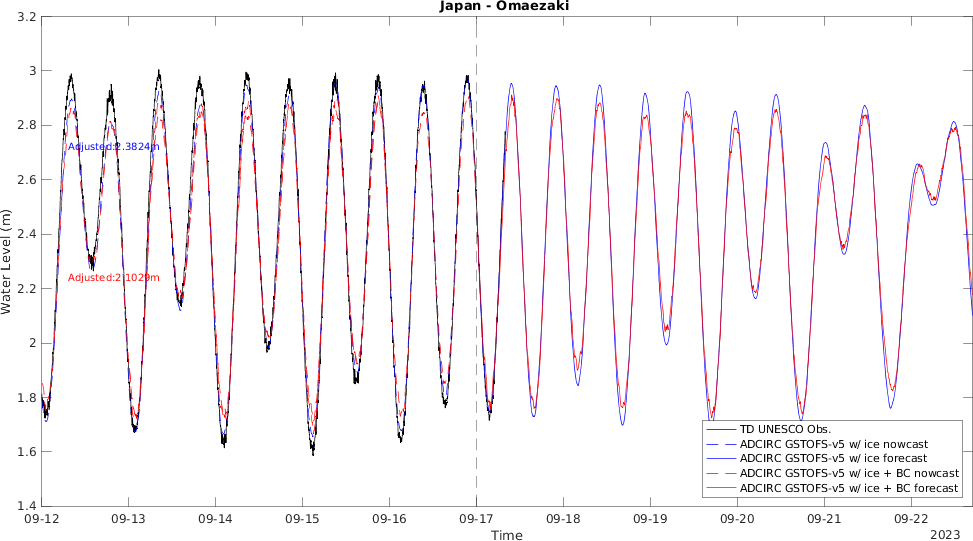 Japan - Omaezaki
3.2
3
2.8
2.6
2.4
2.2
2
1.8
1.6
1.4
Water Level (m)
Adjusted:2.3824m
Adjusted:2.1029m
TD UNESCO Obs.
ADCIRC GSTOFS-v5 w/ ice nowcast
ADCIRC GSTOFS-v5 w/ ice forecast
ADCIRC GSTOFS-v5 w/ ice + BC nowcast
ADCIRC GSTOFS-v5 w/ ice + BC forecast
09-12 09-13 09-14 09-15 09-16 09-17 09-18 09-19 09-20 09-21 09-22
Time
2023